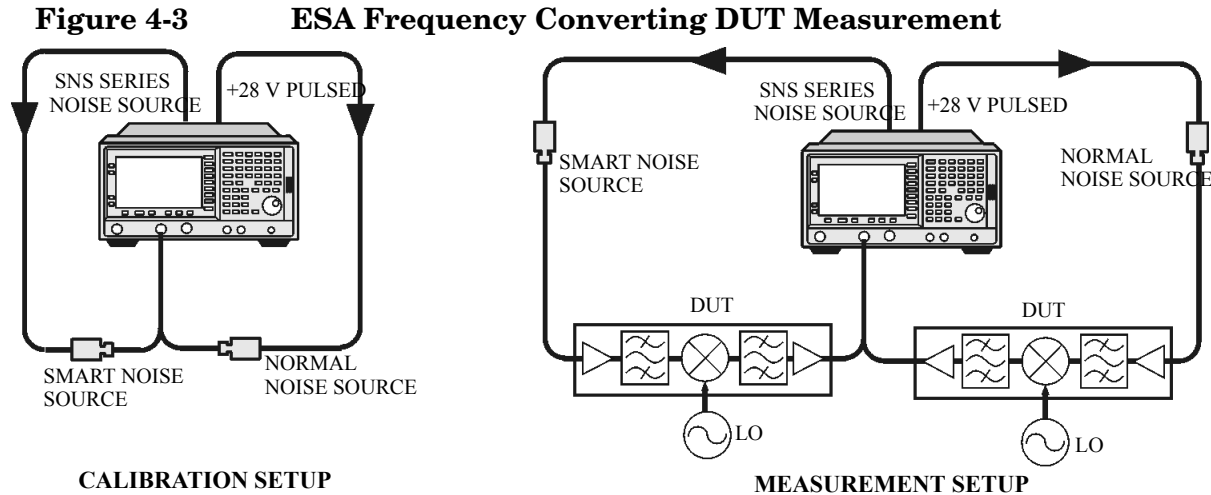 Figure 4-3 ESA Frequency Converting DUT Measurement
SNS SERIES
NOISE SOURCE
+28 V PULSED
SMART NOISE
SOURCE
NORMAL
NOISE SOURCE
CALIBRATION SETUP
SNS SERIES
NOISE SOURCE
+28 V PULSED
SMART NOISE
SOURCE
NORMAL
NOISE SOURCE
DUT
DUT
LO
LO
MEASUREMENT SETUP